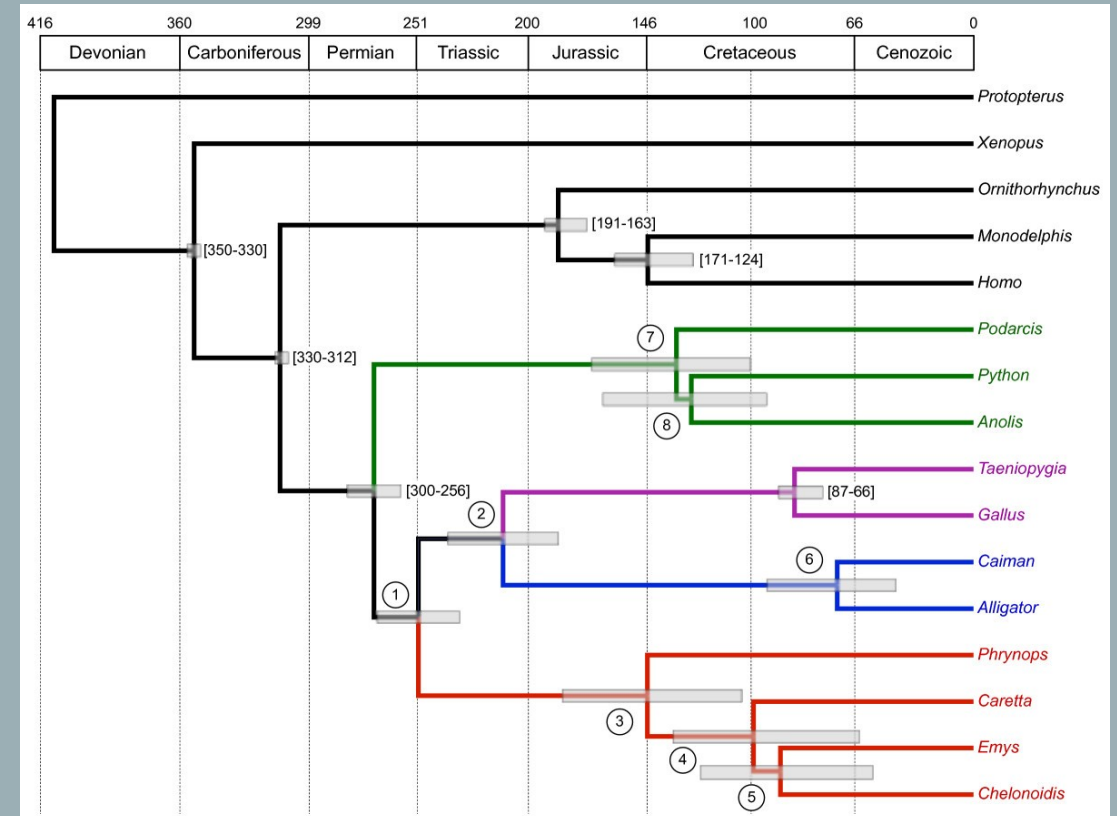 416 360 299 251 200 146 100 66 0
Devonian Carboniferous Permian Triassic Jurassic Cretaceous Cenozoic
Protopterus
Xenopus
Ornithorhynchus
[191-163]
Monodelphis
[350-330]
[171-124]
Homo
Podarcis
7
[330-312]
Python
Anolis
8
Taeniopygia
[300-256]
[87-66]
2
Gallus
6
Caiman
1
Alligator
Phrynops
Caretta
3
Emys
4
Chelonoidis
5